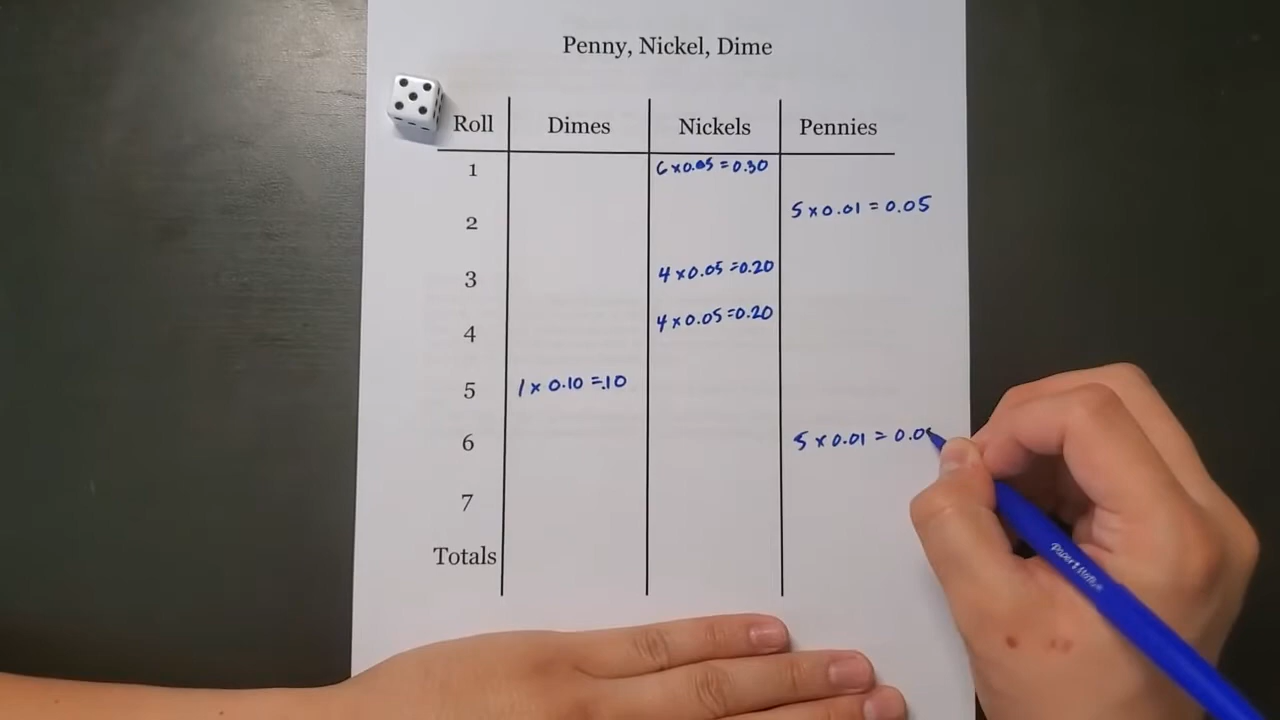 Penny, Nickel, Dime
Roll Dimes Nickels Pennies
1 6 x 0.05 = 0.30
2 5 x 0.01 = 0.05
3 4 x 0.05 = 0.20
4 4 x 0.05 = 0.20
5 1 x 0.10 = .10
6 5 x 0.01 = 0.0
7
Totals